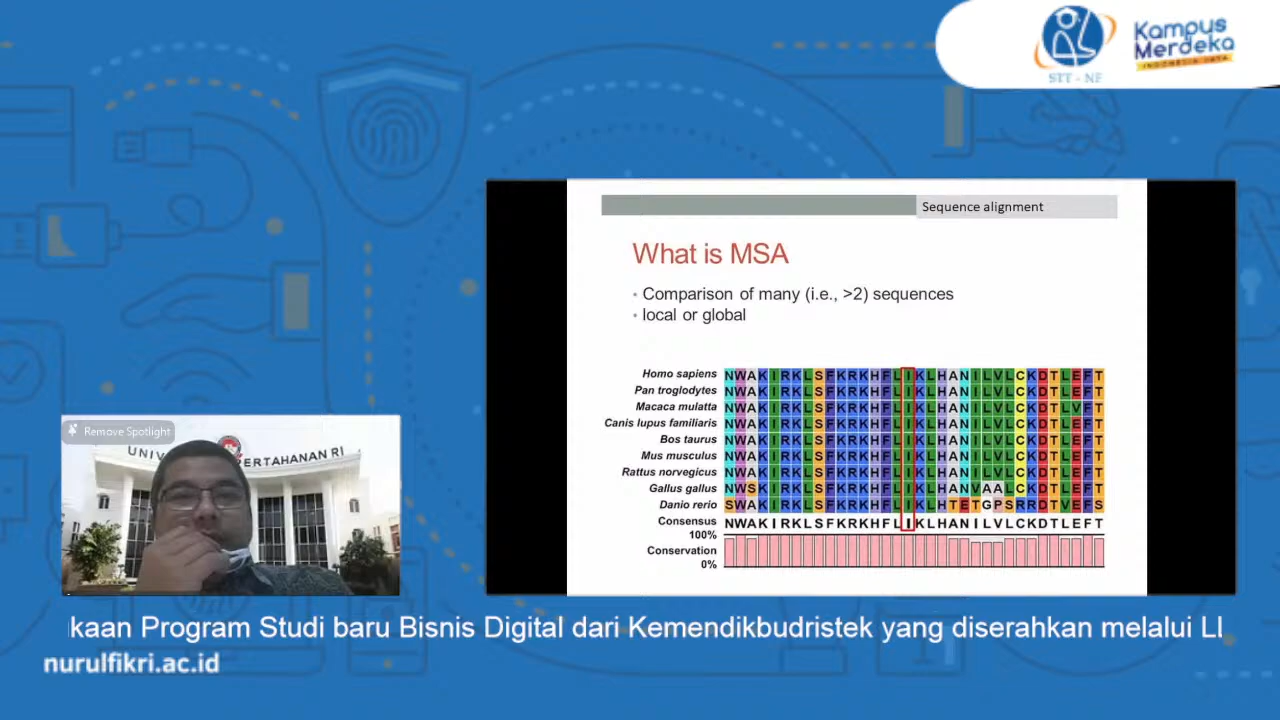 STT - NF
Kampus
Merdeka
INDONESIA JAYA
Sequence alignment
What is MSA
• Comparison of many (i.e., >2) sequences
• local or global
Homo sapiens NWAKIRKLSFKRKHFLIKLHANILVLCKDTLEFT
Pan troglodytes NWAKIRKLSFKRKHFLIKLHANILVLCKDTLEFT
Macaca mulatta NWAKIRKLSFKRKHFLIKLHANILVLCKDTLVFT
Canis lupus familiaris NWAKIRKLSFKRKHFLIKLHANILVLCKDTLEFT
Bos taurus NWAKIRKLSFKRKHFLIKLHANILVLCKDTLEFT
Mus musculus NWAKIRKLSFKRKHFLIKLHANILVLCKDTLEFT
Rattus norvegicus NWAKIRKLSFKRKHFLIKLHANILVLCKDTLEFT
Gallus gallus NWSKIRKLSFKRKHFLIKLHANVAALCKDTLEFT
Danio rerio SWAKIRKLSFKRKHFLIKLHTETGPSRRDTVEFS
Consensus NWAKIRKLSFKRKHFLIKLHANILVLCKDTLEFT
100%
Conservation
0%
Remove Spotlight
UNIV ERTAHANAN RI
kaan Program Studi baru Bisnis Digital dari Kemendikbudristek yang diserahkan melalui LI
nurulfikri.ac.id